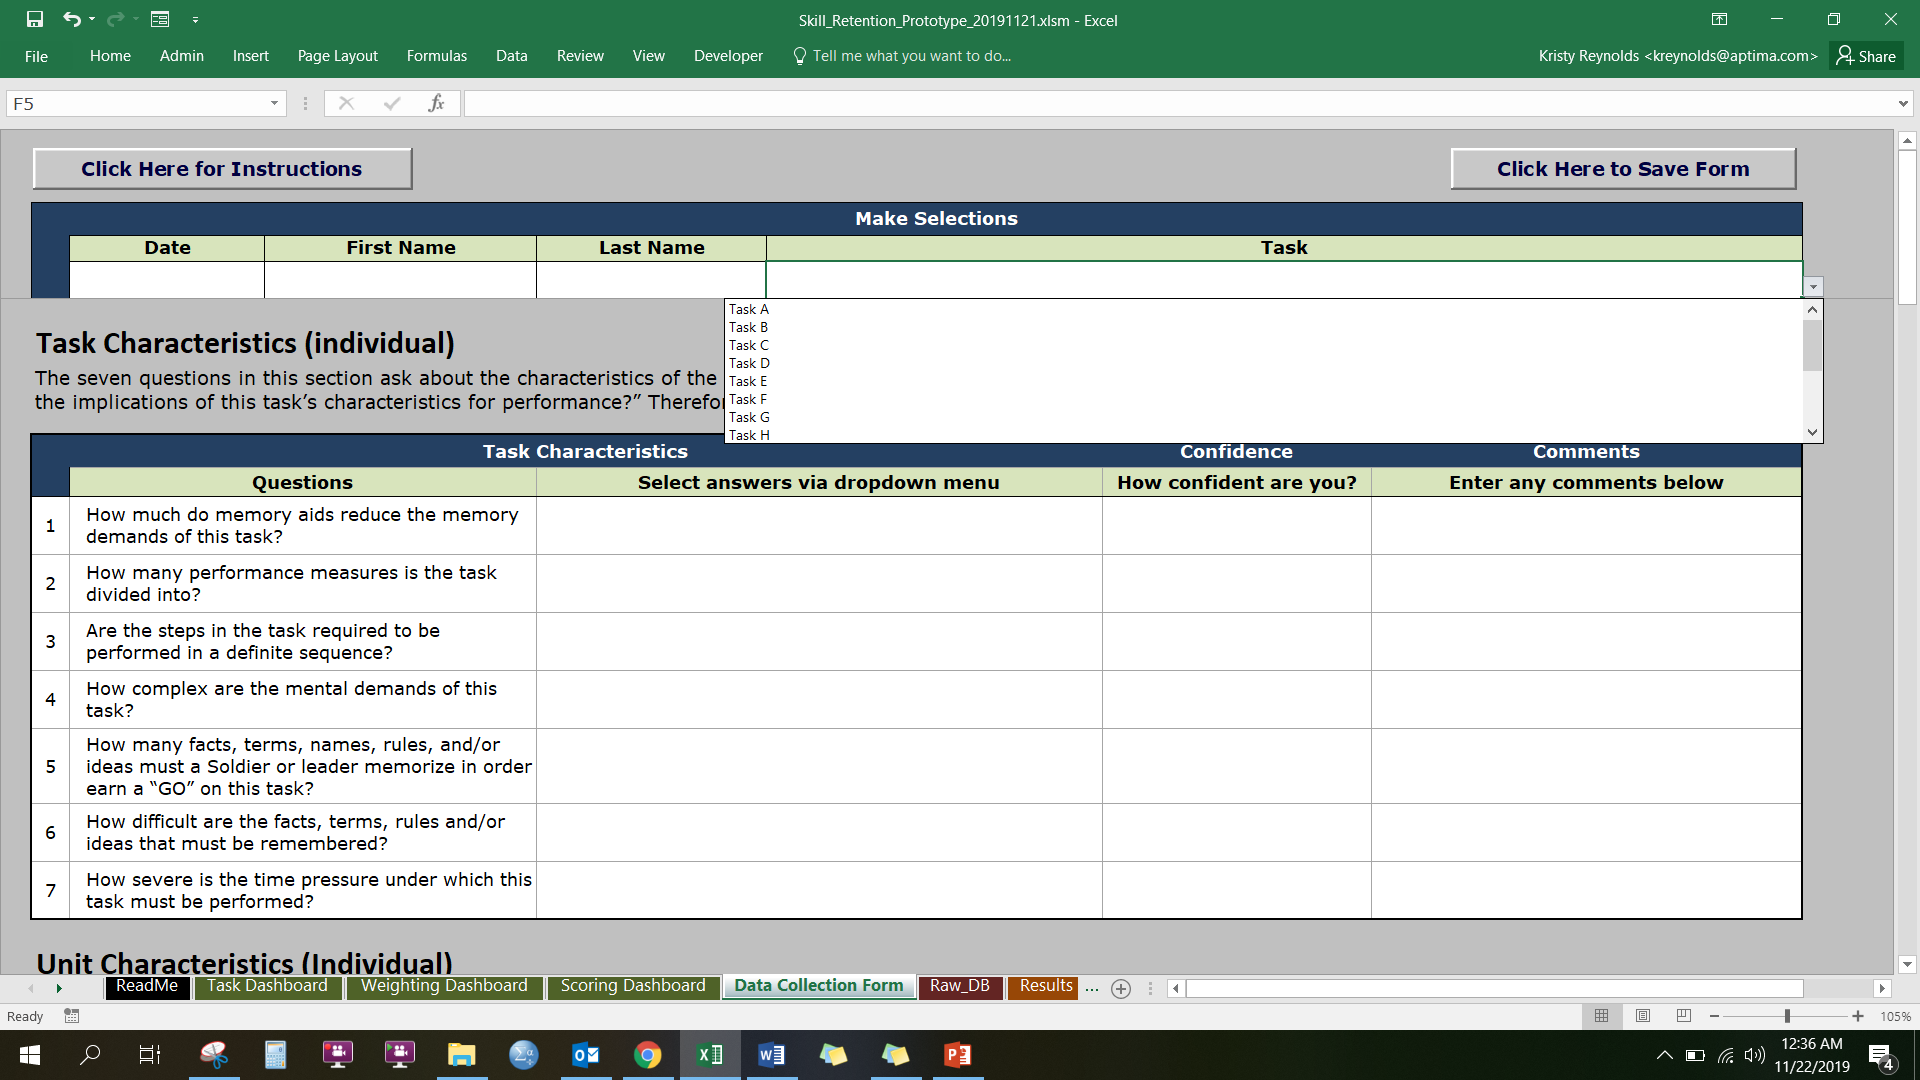 Skill_Retention_Prototype_20191121.xlsm - Excel
File Home Admin Insert Page Layout Formulas Data Review View Developer Tell me what you want to do... Kristy Reynolds <kreynolds@aptima.com> Share
F5 fx
Click Here for Instructions Click Here to Save Form
Make Selections
Date First Name Last Name Task
Task A
Task B
Task C
Task D
Task E
Task F
Task G
Task H
Task Characteristics (individual)
The seven questions in this section ask about the characteristics of the
the implications of this task’s characteristics for performance?” Therefo
Task Characteristics Confidence Comments
Questions Select answers via dropdown menu How confident are you? Enter any comments below
1 How much do memory aids reduce the memory
demands of this task?
2 How many performance measures is the task
divided into?
3 Are the steps in the task required to be
performed in a definite sequence?
4 How complex are the mental demands of this
task?
5 How many facts, terms, names, rules, and/or
ideas must a Soldier or leader memorize in order
earn a “GO” on this task?
6 How difficult are the facts, terms, rules and/or
ideas that must be remembered?
7 How severe is the time pressure under which this
task must be performed?
Unit Characteristics (Individual)
ReadMe Task Dashboard Weighting Dashboard Scoring Dashboard Data Collection Form Raw_DB Results ...
Ready 105%
12:36 AM
11/22/2019 4